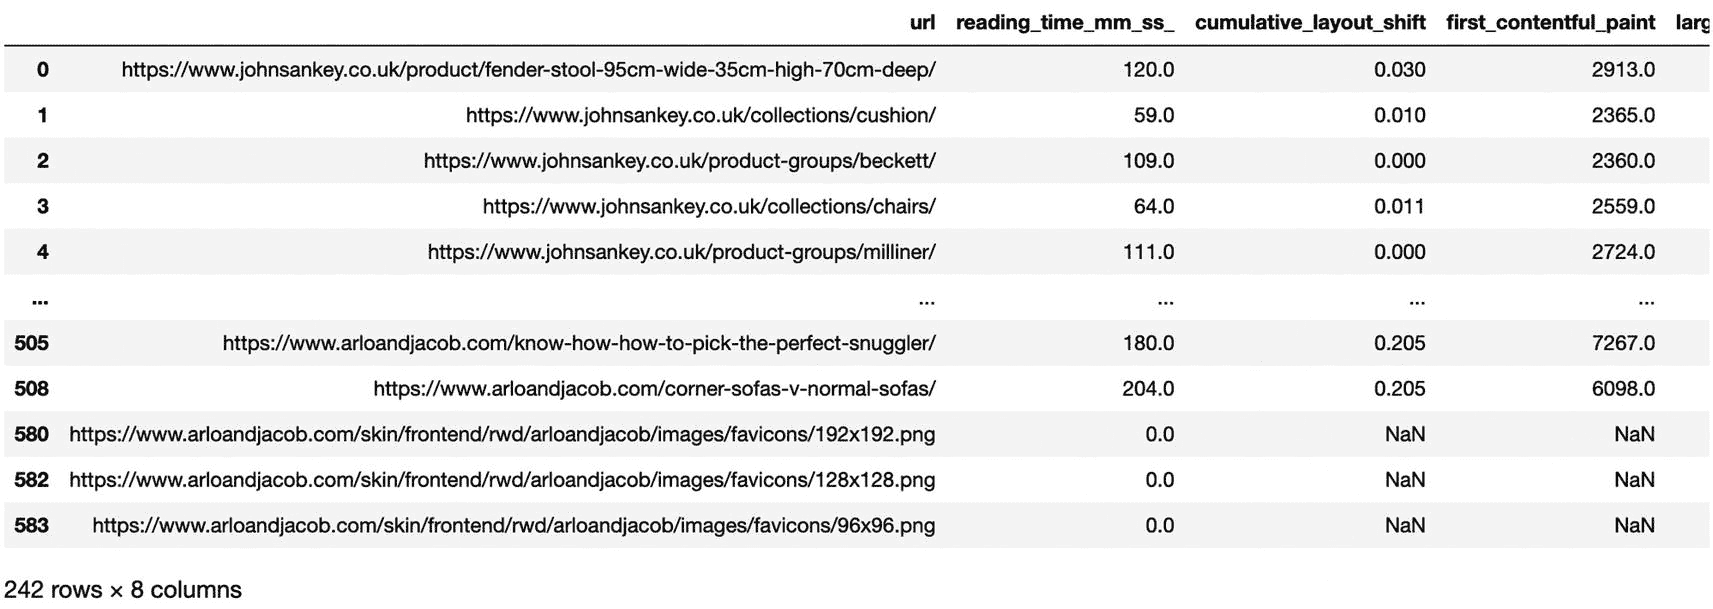 url reading_time_mm_ss_ cumulative_layout_shift first_contentful_paint larg
0 https://www.johnsankey.co.uk/product/fender-stool-95cm-wide-35cm-high-70cm-deep/ 120.0 0.030 2913.0
1 https://www.johnsankey.co.uk/collections/cushion/ 59.0 0.010 2365.0
2 https://www.johnsankey.co.uk/product-groups/beckett/ 109.0 0.000 2360.0
3 https://www.johnsankey.co.uk/collections/chairs/ 64.0 0.011 2559.0
4 https://www.johnsankey.co.uk/product-groups/milliner/ 111.0 0.000 2724.0
... ... ... ... ...
505 https://www.arloandjacob.com/know-how-how-to-pick-the-perfect-snuggler/ 180.0 0.205 7267.0
508 https://www.arloandjacob.com/corner-sofas-v-normal-sofas/ 204.0 0.205 6098.0
580 https://www.arloandjacob.com/skin/frontend/rwd/arloandjacob/images/favicons/192x192.png 0.0 NaN NaN
582 https://www.arloandjacob.com/skin/frontend/rwd/arloandjacob/images/favicons/128x128.png 0.0 NaN NaN
583 https://www.arloandjacob.com/skin/frontend/rwd/arloandjacob/images/favicons/96x96.png 0.0 NaN NaN
242 rows × 8 columns